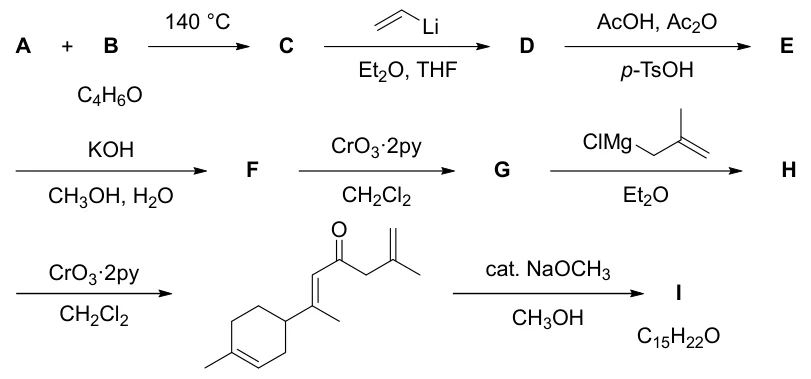 A + B 140 °C C Li D AcOH, Ac₂O E
C₄H₆O Et₂O, THF p-TsOH
KOH F CrO₃·2py G ClMg H
CH₃OH, H₂O CH₂Cl₂ Et₂O
CrO₃·2py O cat. NaOCH₃ I
CH₂Cl₂ CH₃OH C₁₅H₂₂O